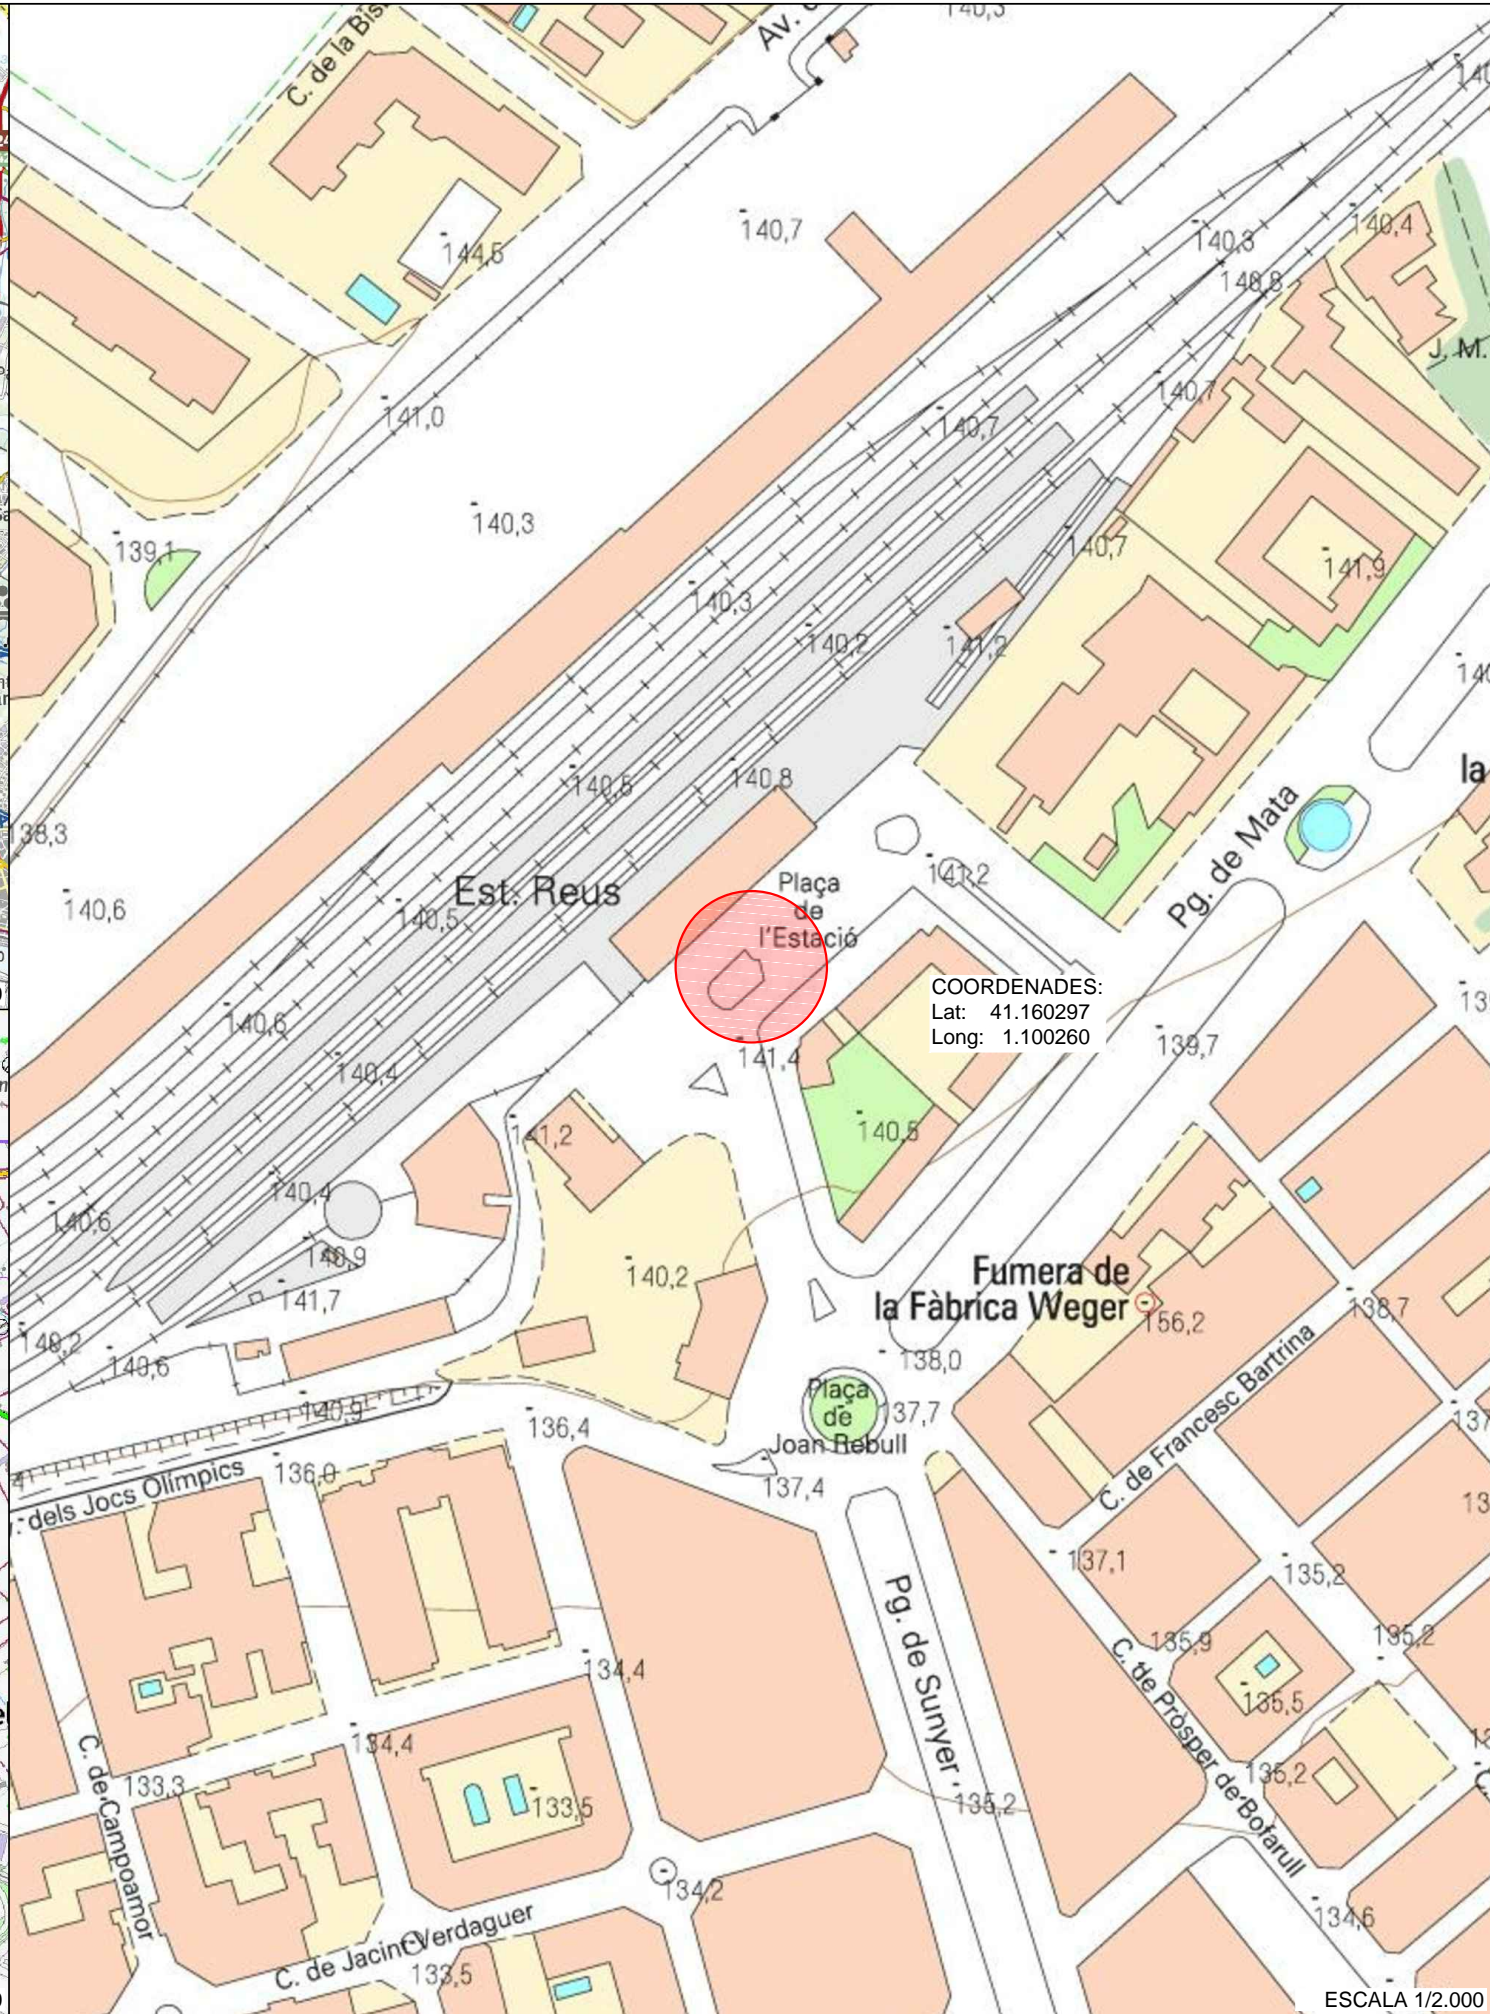 140,3
C. de la Bis
Av.
140,7
144,5
140,3
140,4
140,8
J. M.
141,0
140,7
140,7
140,3
139,1
140,7
141,9
140,3
140,2
141,2
140,8
140,5
la
138,3
Pg. de Mata
140,6
Est. Reus
140,5
Plaça
de
l'Estació
141,2
COORDENADES:
Lat: 41.160297
Long: 1.100260
140,6
141,4
139,7
140,4
141,2
140,5
140,4
140,6
140,9
140,2
141,7
Fumera de
la Fàbrica Weger
156,2
138,7
140,2
140,6
138,0
140,9
Plaça
de
Joan Rebull
137,7
136,4
137,4
C. de Francesc Bartrina
136,0
dels Jocs Olímpics
137,1
135,2
Pg. de Sunyer
135,9
135,2
134,4
C. de Pròsper de Bofarull
135,5
134,4
C. de Campoamor
133,3
135,2
133,5
135,2
134,2
134,6
C. de Jacint Verdaguer
133,5
ESCALA 1/2.000